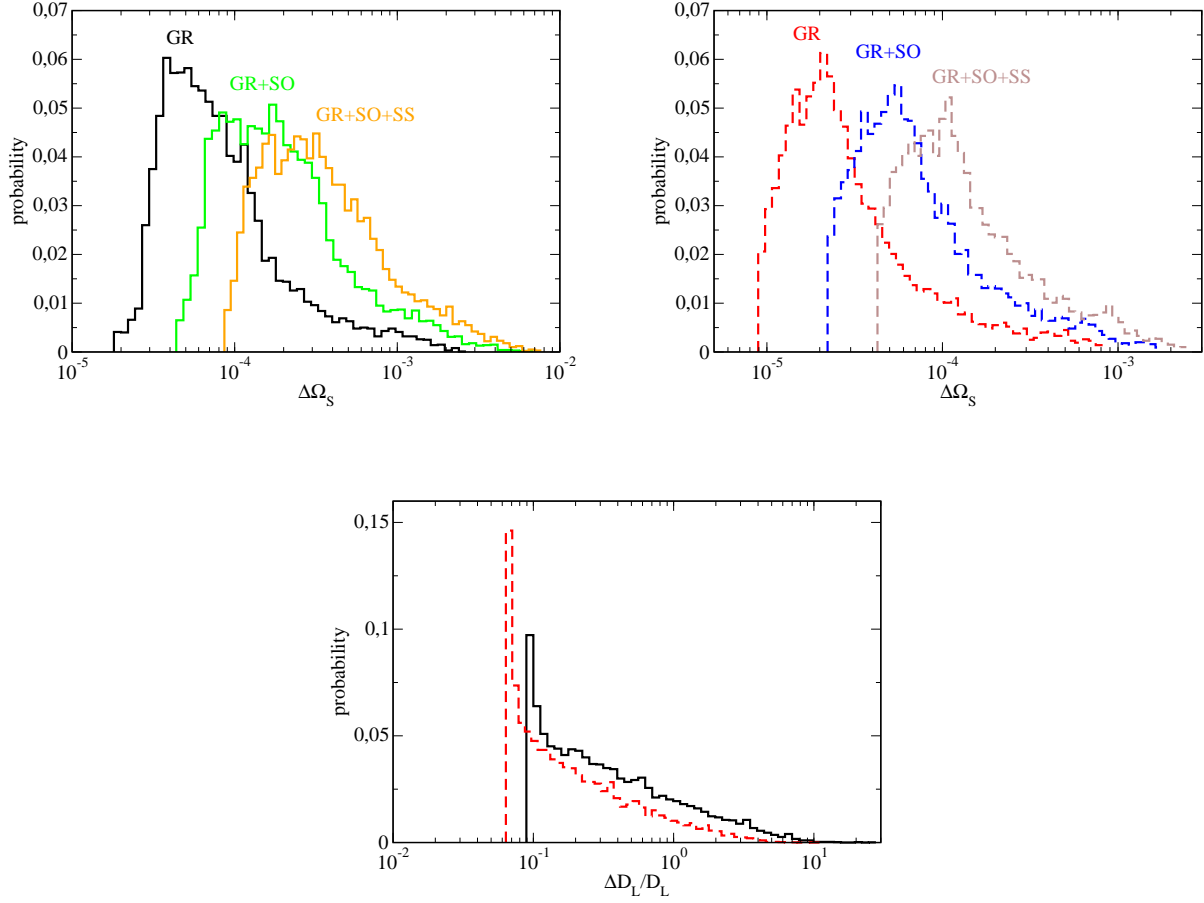 0,07
0,06
0,05
0,04
0,03
0,02
0,01
0
probability
GR
GR+SO
GR+SO+SS
10^-5
10^-4
10^-3
10^-2
ΔΩ_S
0,07
0,06
0,05
0,04
0,03
0,02
0,01
0
probability
GR
GR+SO
GR+SO+SS
10^-5
10^-4
10^-3
ΔΩ_S
0,15
0,1
0,05
0
probability
10^-2
10^-1
10^0
10^1
ΔD_L/D_L